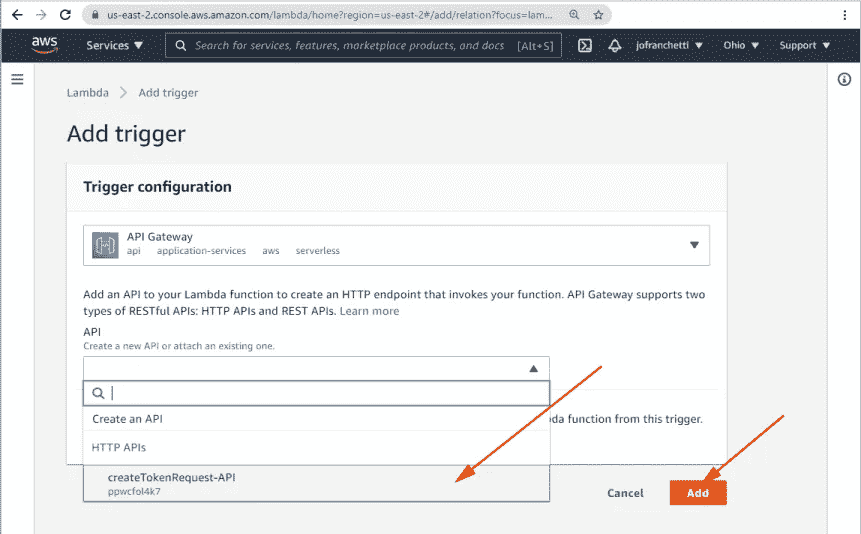 us-east-2.console.aws.amazon.com/lambda/home?region=us-east-2#/add/relation?focus=lam...
aws Services Search for services, features, marketplace products, and docs [Alt+S] jofranchetti Ohio Support
Lambda > Add trigger
Add trigger
Trigger configuration
API Gateway
api application-services aws serverless
Add an API to your Lambda function to create an HTTP endpoint that invokes your function. API Gateway supports two
types of RESTful APIs: HTTP APIs and REST APIs. Learn more
API
Create a new API or attach an existing one.
Create an API
da function from this trigger.
HTTP APIs
createTokenRequest-API
ppwcfol4k7
Cancel Add